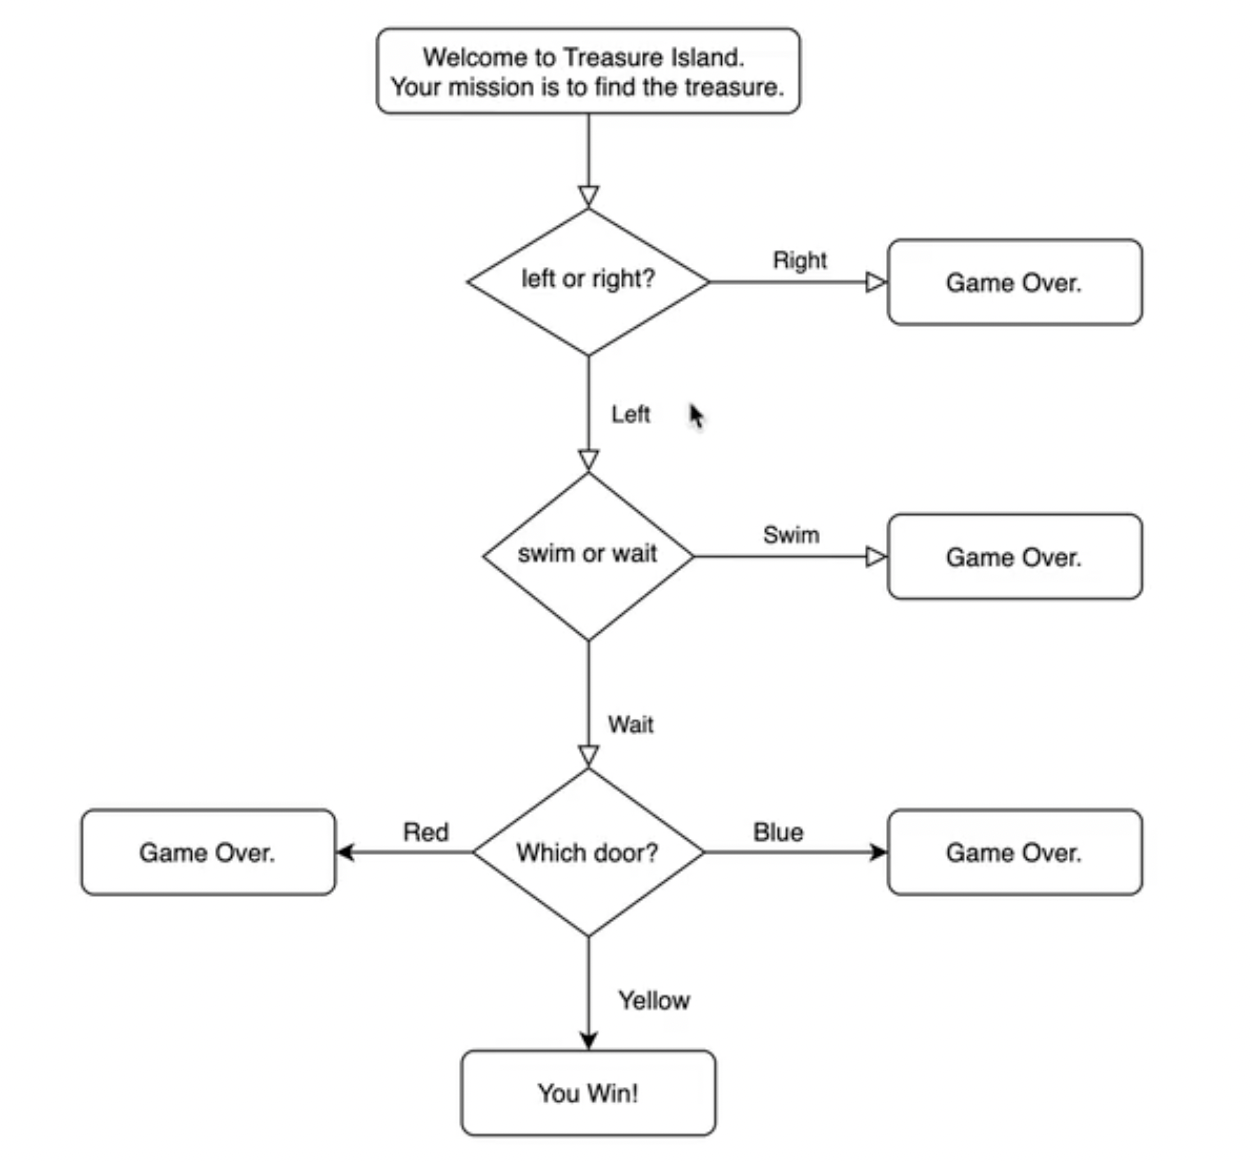 Welcome to Treasure Island.
Your mission is to find the treasure.
left or right?
Right
Game Over.
Left
swim or wait
Swim
Game Over.
Wait
Game Over.
Red
Which door?
Blue
Game Over.
Yellow
You Win!